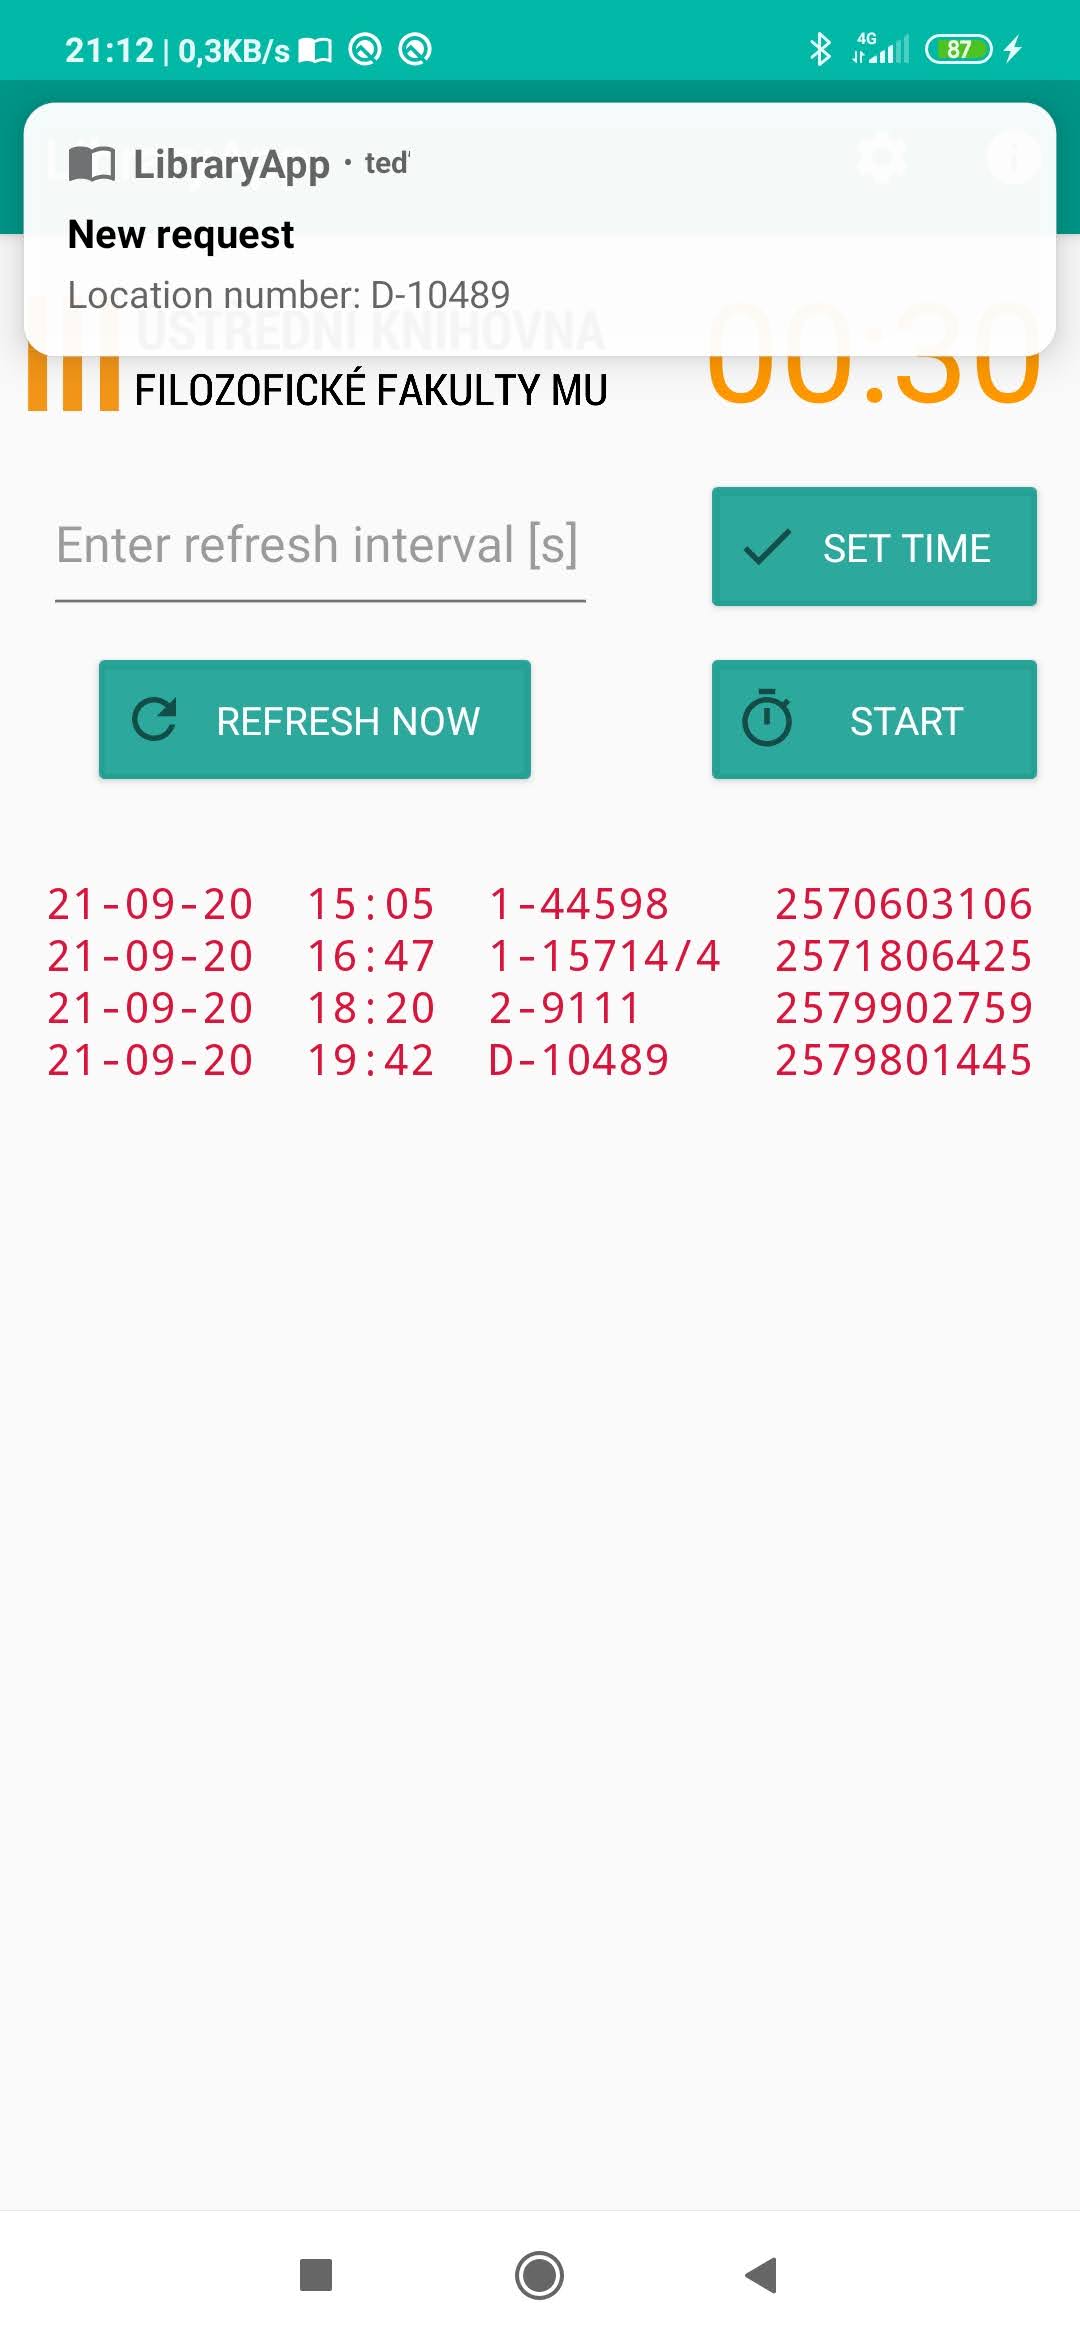 21:12 | 0,3KB/s 4G 87
LibraryApp · teď
New request
Location number: D-10489
ÚSTŘEDNÍ KNIHOVNA
FILOZOFICKÉ FAKULTY MU
00:30
Enter refresh interval [s]
SET TIME
REFRESH NOW
START
21-09-20 15:05 1-44598 2570603106
21-09-20 16:47 1-15714/4 2571806425
21-09-20 18:20 2-9111 2579902759
21-09-20 19:42 D-10489 2579801445